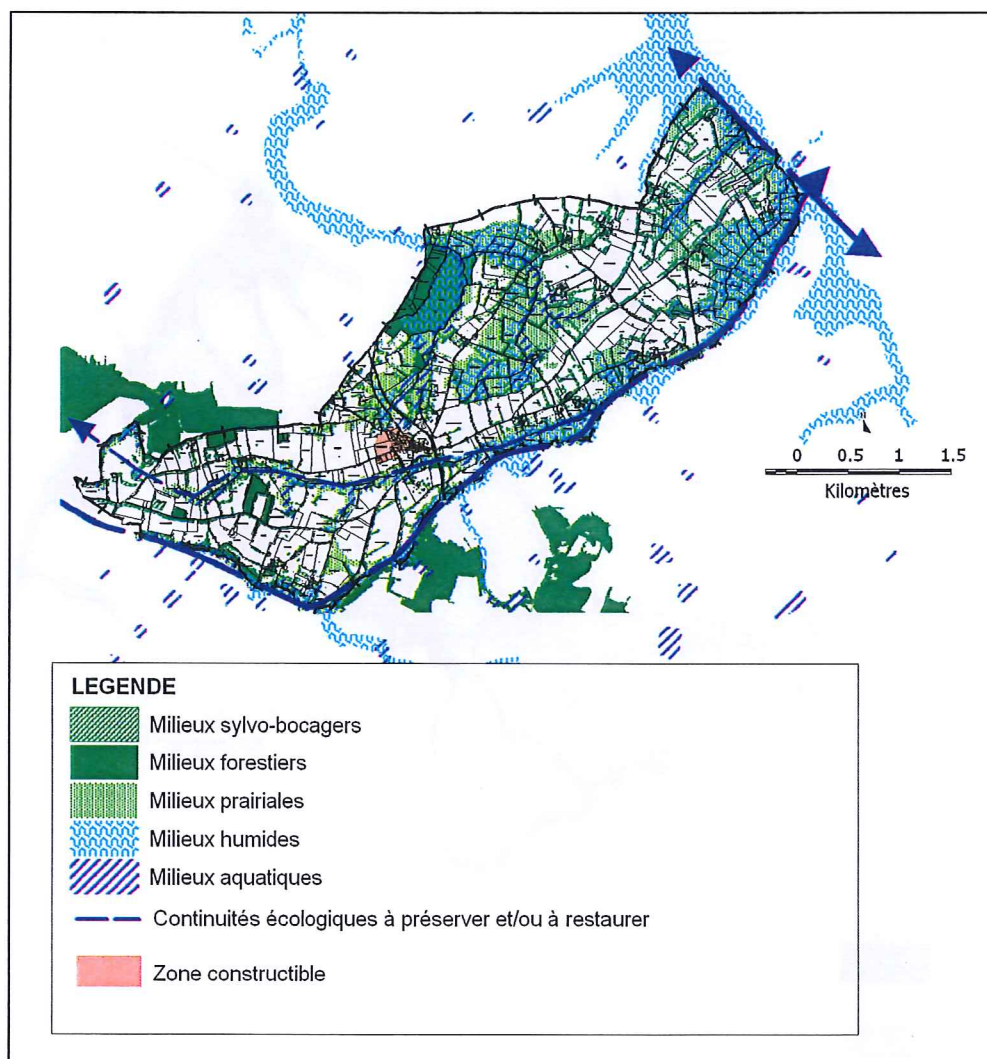 0 0.5 1 1.5
Kilomètres
LEGENDE
Milieux sylvo-bocagers
Milieux forestiers
Milieux prairiales
Milieux humides
Milieux aquatiques
Continuités écologiques à préserver et/ou à restaurer
Zone constructible